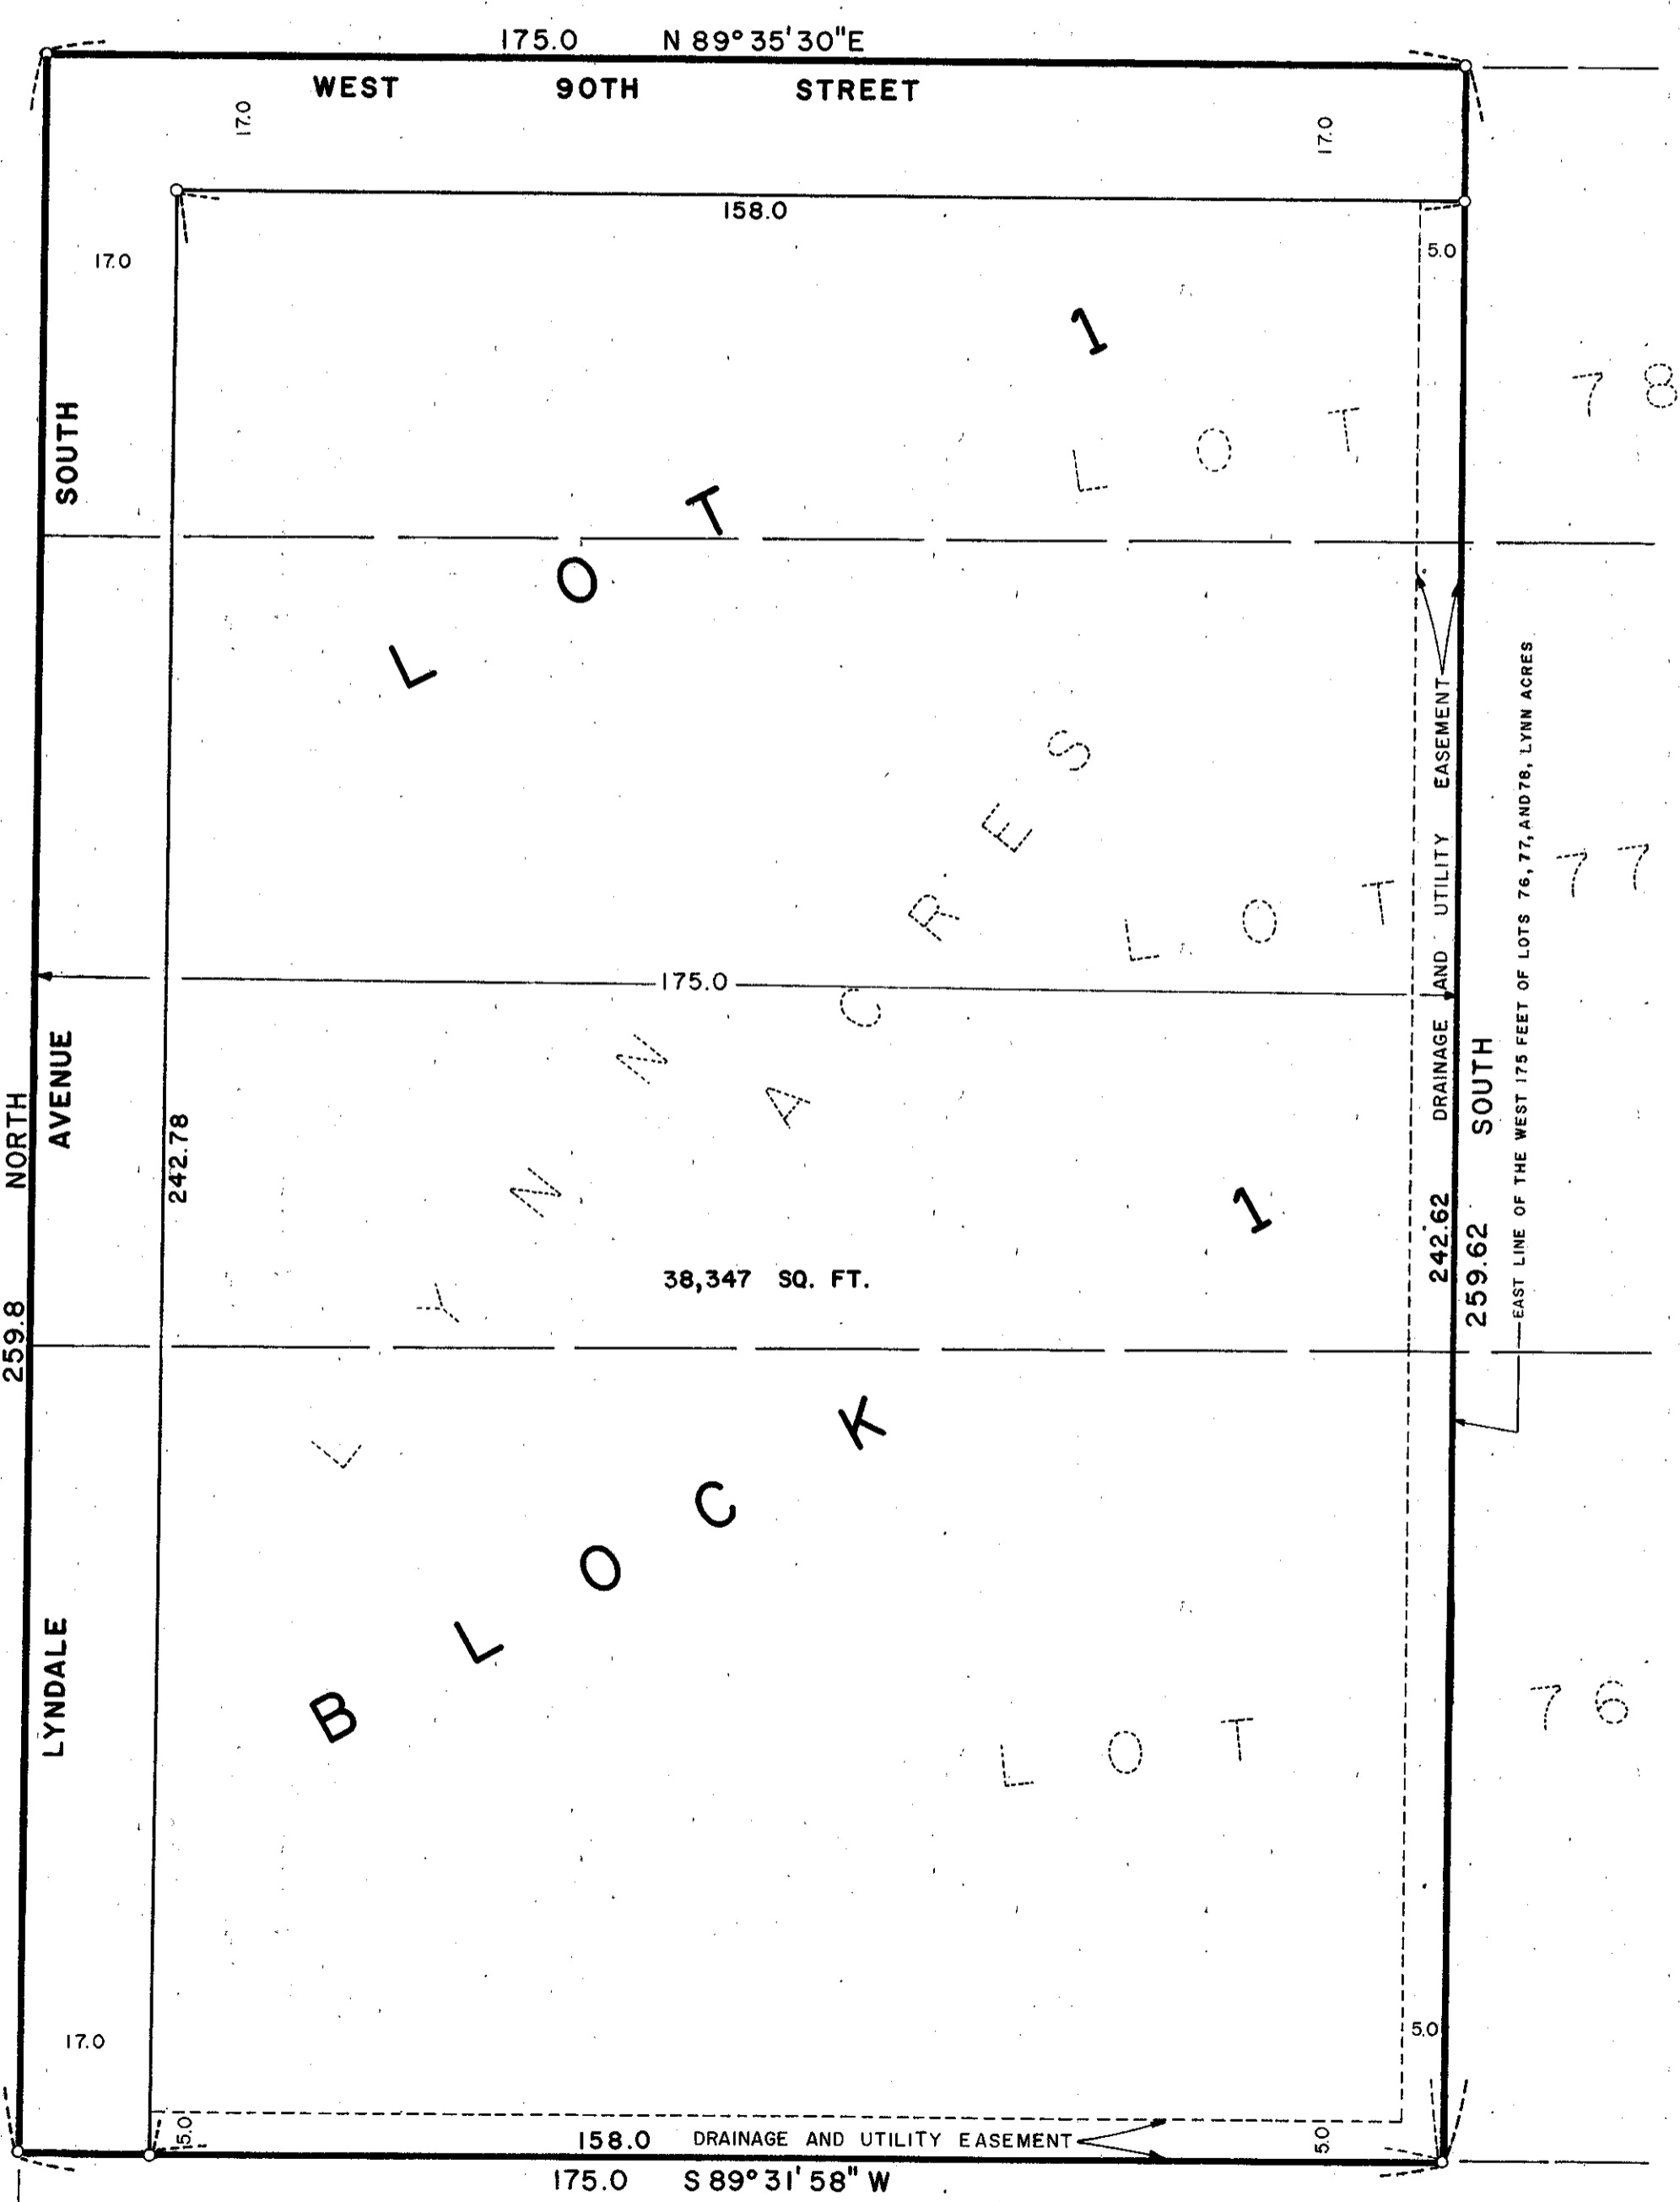 175.0 N 89°35'30"E
WEST 90TH STREET
17.0
17.0
158.0
17.0
5.0
1
LOT 78
SOUTH
LOT
DRAINAGE AND UTILITY EASEMENT
EAST LINE OF THE WEST 175 FEET OF LOTS 76, 77, AND 78, LYNN ACRES
LYNN ACRES
LOT 77
175.0
AVENUE
259.8 NORTH
242.78
242.62
259.62 SOUTH
1
38,347 SQ. FT.
BLOCK
LYNDALE
LOT 76
17.0
5.0
5.0
158.0 DRAINAGE AND UTILITY EASEMENT
5.0
175.0 S 89°31'58" W